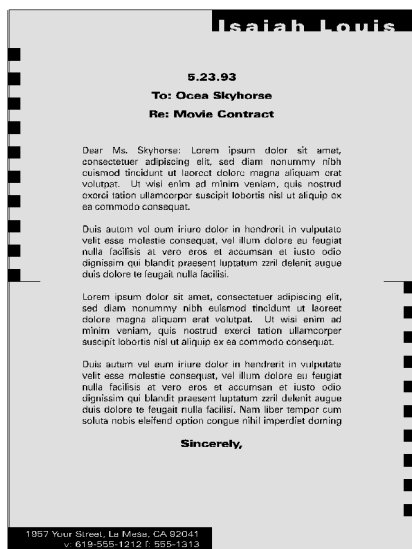 Isaiah Louis
5.23.93
To: Ocea Skyhorse
Re: Movie Contract
Dear Ms. Skyhorse: Lorem ipsum dolor sit amet,
consectetuer adipiscing elit, sed diam nonummy nibh
euismod tincidunt ut laoreet dolore magna aliquam erat
volutpat. Ut wisi enim ad minim veniam, quis nostrud
exerci tation ullamcorper suscipit lobortis nisl ut aliquip ex
ea commodo consequat.
Duis autem vel eum iriure dolor in hendrerit in vulputate
velit esse molestie consequat, vel illum dolore eu feugiat
nulla facilisis at vero eros et accumsan et iusto odio
dignissim qui blandit praesent luptatum zzril delenit augue
duis dolore te feugait nulla facilisi.
Lorem ipsum dolor sit amet, consectetuer adipiscing elit,
sed diam nonummy nibh euismod tincidunt ut laoreet
dolore magna aliquam erat volutpat. Ut wisi enim ad
minim veniam, quis nostrud exerci tation ullamcorper
suscipit lobortis nisl ut aliquip ex ea commodo consequat.
Duis autem vel eum iriure dolor in hendrerit in vulputate
velit esse molestie consequat, vel illum dolore eu feugiat
nulla facilisis at vero eros et accumsan et iusto odio
dignissim qui blandit praesent luptatum zzril delenit augue
duis dolore te feugait nulla facilisi. Nam liber tempor cum
soluta nobis eleifend option congue nihil imperdiet doming
Sincerely,
1957 Your Street, La Mesa, CA 92041
v: 619-555-1212 f: 555-1313